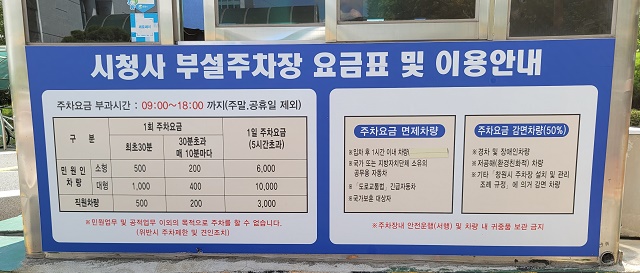 시청사 부설주차장 요금표 및 이용안내
주차요금 부과시간 : 09:00~18:00 까지(주말,공휴일 제외)
구 분
1회 주차요금
1일 주차요금
(5시간초과)
최초30분
30분초과
매 10분마다
민원인
차량
소형 500 200 6,000
대형 1,000 400 10,000
직원차량 500 200 3,000
※민원업무 및 공적업무 이외의 목적으로 주차를 할 수 없습니다.
(위반시 주차제한 및 견인조치)
주차요금 면제차량
※입차 후 1시간 이내 차량
※국가 또는 지방자치단체 소유의
공무용 자동차
※「도로교통법」긴급자동차
※국가보훈 대상자
주차요금 감면차량(50%)
※경차 및 장애인차량
※저공해(환경친화적) 차량
※기타「창원시 주차장 설치 및 관리
조례 규정」에 의거 감면 차량
※주차장내 안전운행(서행) 및 차량 내 귀중품 보관 금지